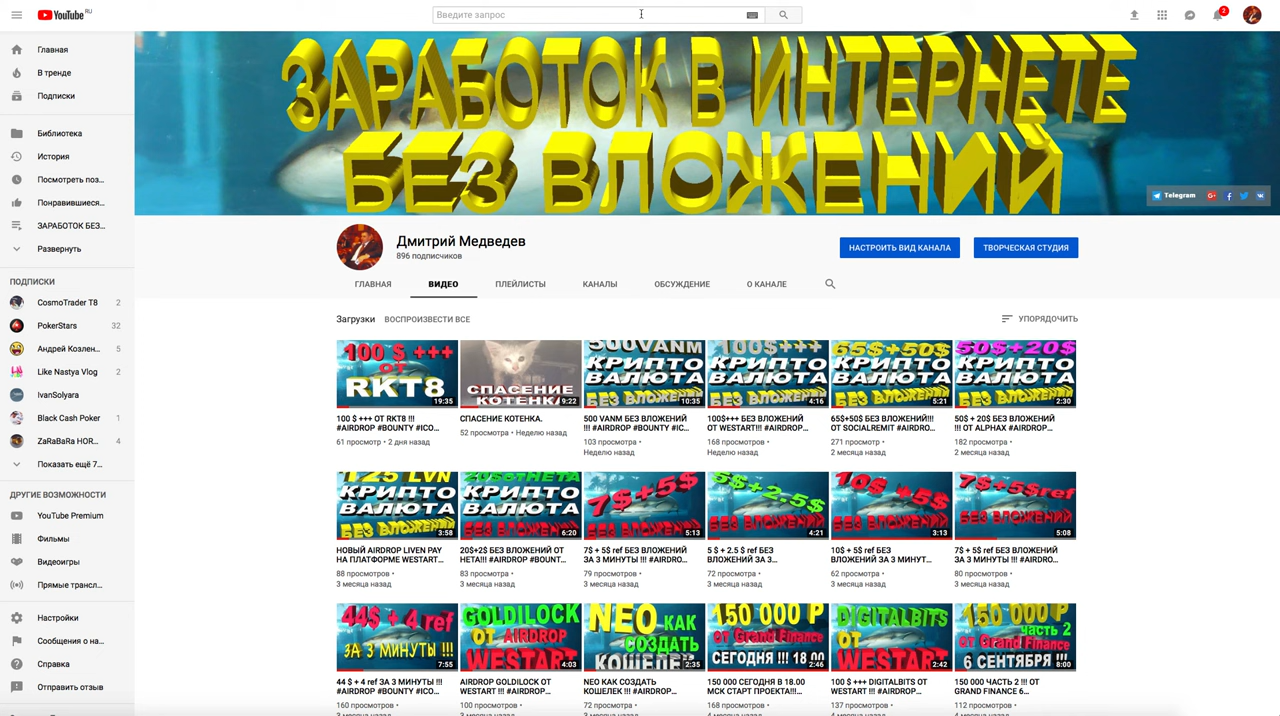 YouTube RU
Введите запрос
2
Главная
В тренде
Подписки
Библиотека
История
Посмотреть поз...
Понравившиеся...
ЗАРАБОТОК БЕЗ...
Развернуть
ПОДПИСКИ
CosmoTrader T8 2
PokerStars 32
Андрей Козлен... 5
Like Nastya Vlog 2
IvanSolyara
Black Cash Poker 1
ZaRaBaRa HOR... 4
Показать ещё 7...
ДРУГИЕ ВОЗМОЖНОСТИ
YouTube Premium
Фильмы
Видеоигры
Прямые трансл...
Настройки
Сообщения о на...
Справка
Отправить отзыв
ЗАРАБОТОК В ИНТЕРНЕТЕ
БЕЗ ВЛОЖЕНИЙ
Telegram
Дмитрий Медведев
896 подписчиков
НАСТРОИТЬ ВИД КАНАЛА
ТВОРЧЕСКАЯ СТУДИЯ
ГЛАВНАЯ ВИДЕО ПЛЕЙЛИСТЫ КАНАЛЫ ОБСУЖДЕНИЕ О КАНАЛЕ
Загрузки ВОСПРОИЗВЕСТИ ВСЕ
УПОРЯДОЧИТЬ
100 $ +++
ОТ
RKT8
19:35
100 $ +++ ОТ RKT8 !!!
#AIRDROP #BOUNTY #ICO...
61 просмотр • 2 дня назад
СПАСЕНИЕ
КОТЕНКА
9:22
СПАСЕНИЕ КОТЕНКА.
52 просмотра • Неделю назад
500VANM
КРИПТО
ВАЛЮТА
БЕЗ ВЛОЖЕНИЙ
10:35
500 VANM БЕЗ ВЛОЖЕНИЙ
!!! #AIRDROP #BOUNTY #IC...
103 просмотра •
Неделю назад
100$+++
КРИПТО
ВАЛЮТА
БЕЗ ВЛОЖЕНИЙ
4:16
100$+++ БЕЗ ВЛОЖЕНИЙ
ОТ WESTART!!! #AIRDROP...
168 просмотров •
Неделю назад
65$+50$
КРИПТО
ВАЛЮТА
БЕЗ ВЛОЖЕНИЙ
5:21
65$+50$ БЕЗ ВЛОЖЕНИЙ!!!
ОТ SOCIALREMIT #AIRDRO...
271 просмотр •
2 месяца назад
50$+20$
КРИПТО
ВАЛЮТА
БЕЗ ВЛОЖЕНИЙ
2:30
50$ + 20$ БЕЗ ВЛОЖЕНИЙ
!!! ОТ ALPHAX #AIRDROP...
182 просмотра •
2 месяца назад
125 LVN
КРИПТО
ВАЛЮТА
БЕЗ ВЛОЖЕНИЙ
3:58
НОВЫЙ AIRDROP LIVEN PAY
НА ПЛАТФОРМЕ WESTART...
88 просмотров •
3 месяца назад
КРИПТО
ВАЛЮТА
БЕЗ ВЛОЖЕНИЙ
6:20
20$+2$ БЕЗ ВЛОЖЕНИЙ ОТ
НЕТА!!! #AIRDROP #BOUNT...
83 просмотра •
3 месяца назад
7$+5$
БЕЗ ВЛОЖЕНИЙ
5:13
7$ + 5$ ref БЕЗ ВЛОЖЕНИЙ
ЗА 3 МИНУТЫ !!! #AIRDRO...
79 просмотров •
3 месяца назад
5$+2.5$
БЕЗ ВЛОЖЕНИЙ
4:21
5 $ + 2.5 $ ref БЕЗ
ВЛОЖЕНИЙ ЗА 3...
72 просмотра •
3 месяца назад
10$ +5$
БЕЗ ВЛОЖЕНИЙ
3:13
10$ + 5$ ref БЕЗ
ВЛОЖЕНИЙ ЗА 3 МИНУТ...
62 просмотра •
3 месяца назад
7$+5$ref
БЕЗ ВЛОЖЕНИЙ
5:08
7$ + 5$ ref БЕЗ ВЛОЖЕНИЙ
ЗА 3 МИНУТЫ !!! #AIRDRO...
80 просмотров •
3 месяца назад
44$ + 4 ref
ЗА 3 МИНУТЫ !!!
7:55
44 $ + 4 ref ЗА 3 МИНУТЫ !!!
#AIRDROP #BOUNTY #ICO...
160 просмотров •
GOLDILOCK
ОТ AIRDROP
WESTART
4:03
AIRDROP GOLDILOCK ОТ
WESTART !!! #AIRDROP...
100 просмотров •
NEO КАК
СОЗДАТЬ
КОШЕЛЕК
2:35
NEO КАК СОЗДАТЬ
КОШЕЛЕК !!! #AIRDROP...
72 просмотра •
150 000 Р
от Grand Finance
СЕГОДНЯ !!! 18 00
2:46
150 000 СЕГОДНЯ В 18.00
МСК СТАРТ ПРОЕКТА!!!...
168 просмотров •
DIGITALBITS
ОТ
WESTART
2:42
100 $ +++ DIGITALBITS ОТ
WESTART !!! #AIRDROP...
137 просмотров •
150 000 Р
от Grand Finance часть 2
6 СЕНТЯБРЯ !!!
8:00
150 000 ЧАСТЬ 2 !!! ОТ
GRAND FINANCE 6...
112 просмотров •